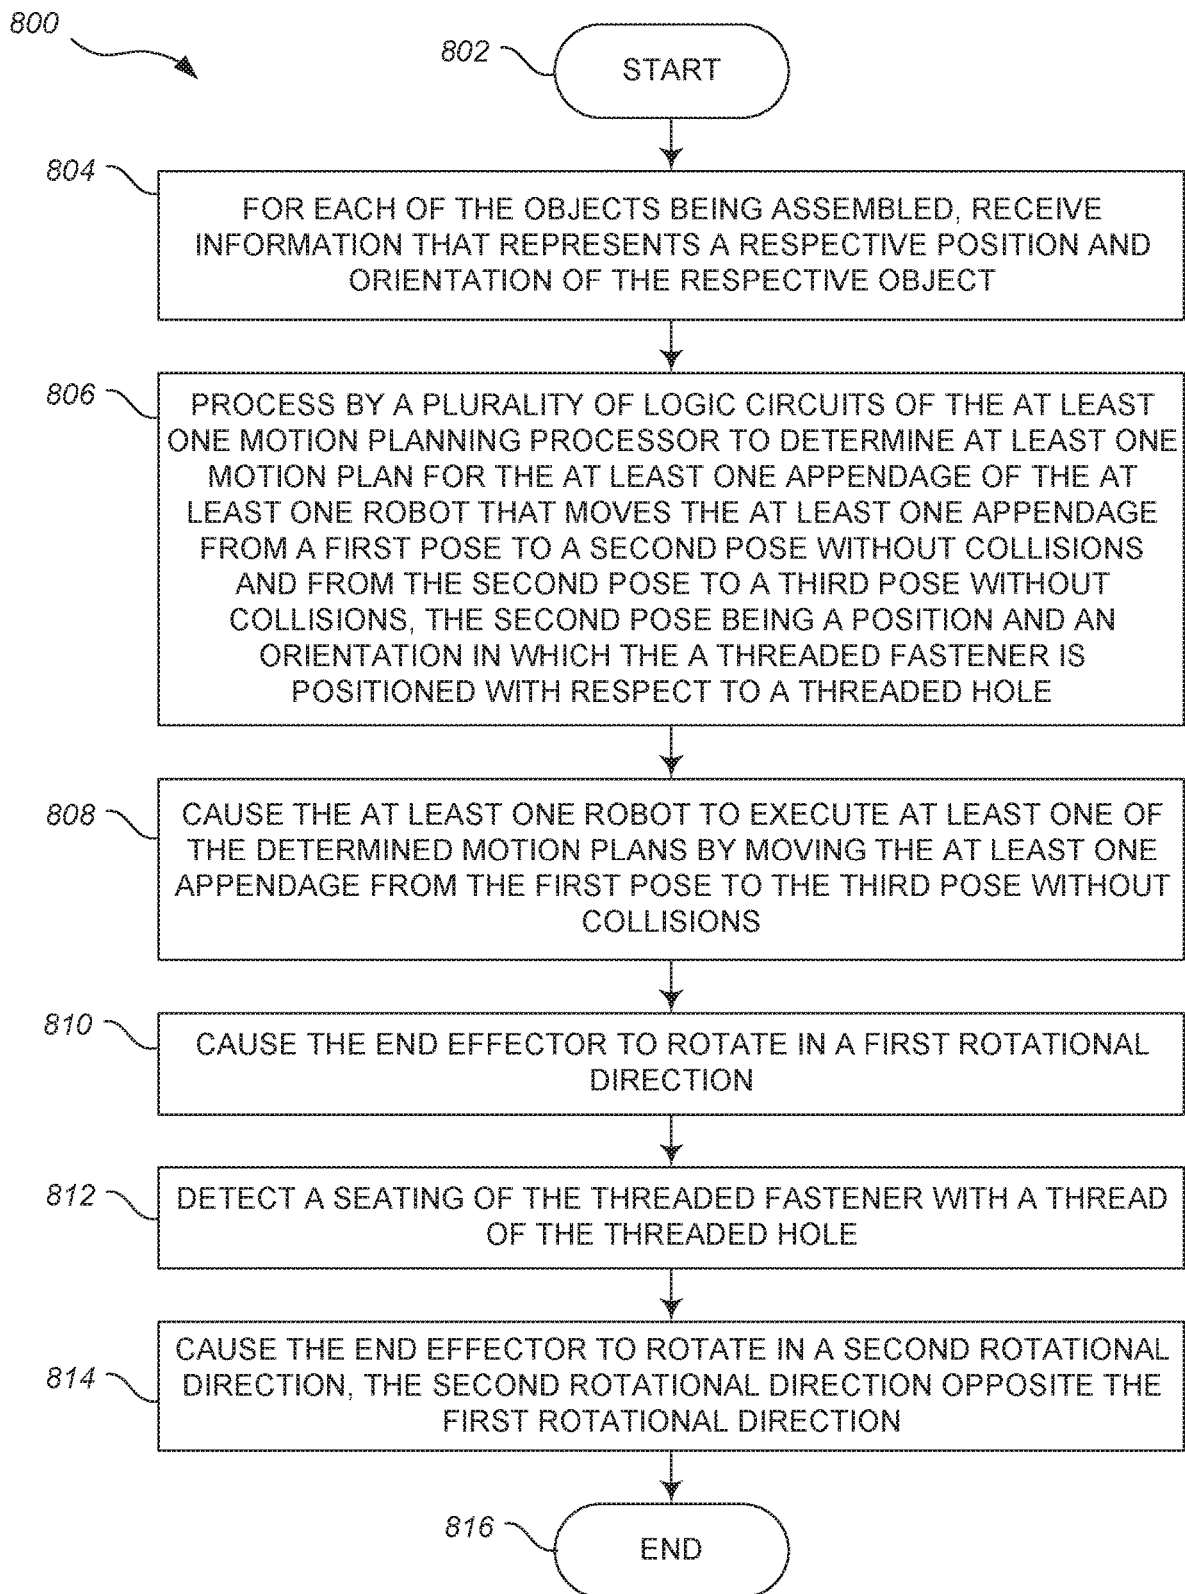 800
802
START
804
FOR EACH OF THE OBJECTS BEING ASSEMBLED, RECEIVE
INFORMATION THAT REPRESENTS A RESPECTIVE POSITION AND
ORIENTATION OF THE RESPECTIVE OBJECT
806
PROCESS BY A PLURALITY OF LOGIC CIRCUITS OF THE AT LEAST
ONE MOTION PLANNING PROCESSOR TO DETERMINE AT LEAST ONE
MOTION PLAN FOR THE AT LEAST ONE APPENDAGE OF THE AT
LEAST ONE ROBOT THAT MOVES THE AT LEAST ONE APPENDAGE
FROM A FIRST POSE TO A SECOND POSE WITHOUT COLLISIONS
AND FROM THE SECOND POSE TO A THIRD POSE WITHOUT
COLLISIONS, THE SECOND POSE BEING A POSITION AND AN
ORIENTATION IN WHICH THE A THREADED FASTENER IS
POSITIONED WITH RESPECT TO A THREADED HOLE
808
CAUSE THE AT LEAST ONE ROBOT TO EXECUTE AT LEAST ONE OF
THE DETERMINED MOTION PLANS BY MOVING THE AT LEAST ONE
APPENDAGE FROM THE FIRST POSE TO THE THIRD POSE WITHOUT
COLLISIONS
810
CAUSE THE END EFFECTOR TO ROTATE IN A FIRST ROTATIONAL
DIRECTION
812
DETECT A SEATING OF THE THREADED FASTENER WITH A THREAD
OF THE THREADED HOLE
814
CAUSE THE END EFFECTOR TO ROTATE IN A SECOND ROTATIONAL
DIRECTION, THE SECOND ROTATIONAL DIRECTION OPPOSITE THE
FIRST ROTATIONAL DIRECTION
816
END